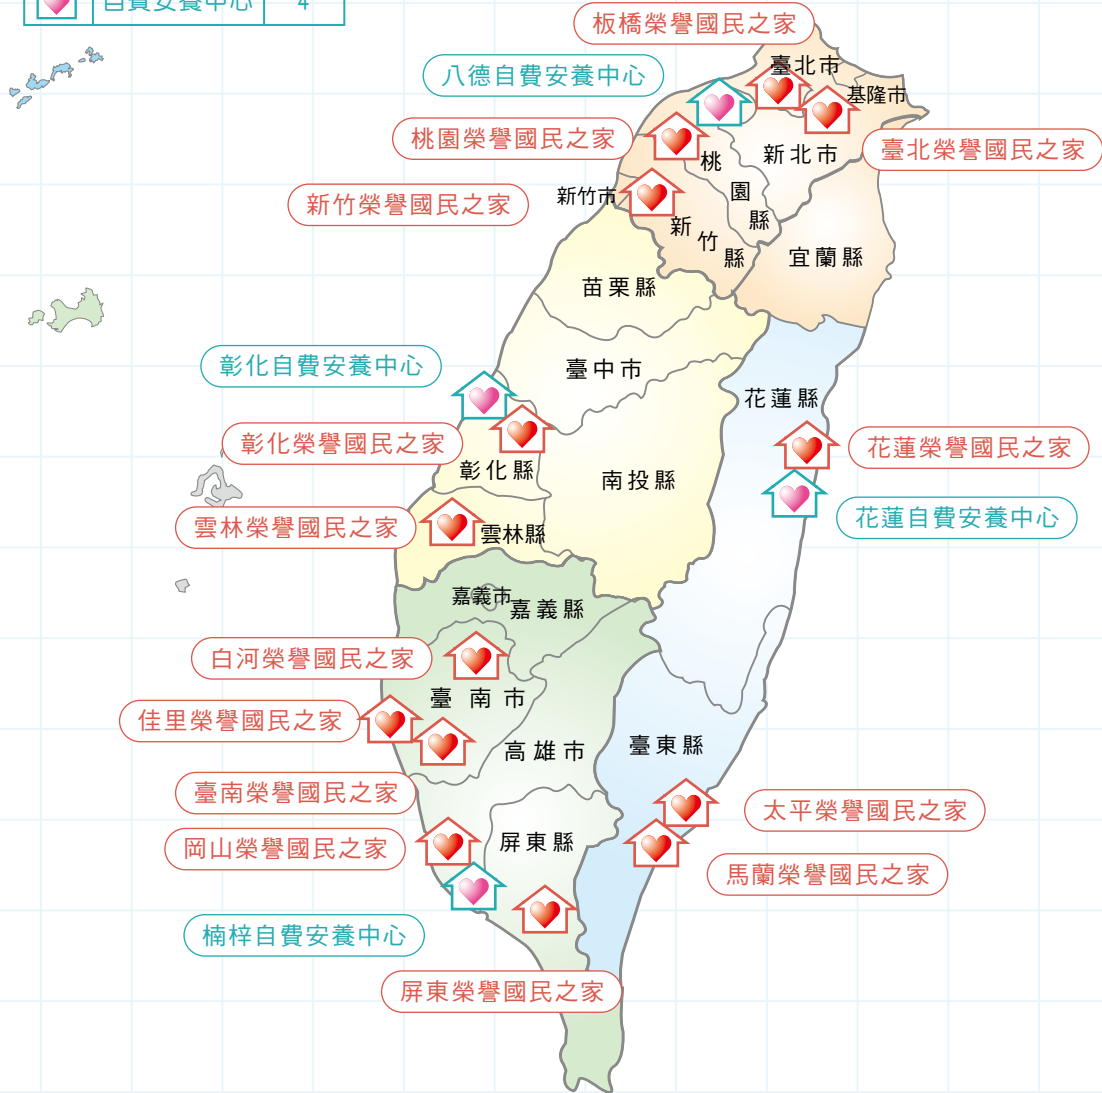 自費安養中心 4
板橋榮譽國民之家
臺北市
八德自費安養中心
基隆市
桃園榮譽國民之家
新北市
臺北榮譽國民之家
桃園縣
新竹市
新竹榮譽國民之家
新竹縣
宜蘭縣
苗栗縣
彰化自費安養中心
臺中市
花蓮縣
彰化榮譽國民之家
花蓮榮譽國民之家
彰化縣
南投縣
雲林榮譽國民之家
雲林縣
花蓮自費安養中心
嘉義市
嘉義縣
白河榮譽國民之家
臺南市
佳里榮譽國民之家
高雄市
臺東縣
臺南榮譽國民之家
太平榮譽國民之家
岡山榮譽國民之家
屏東縣
馬蘭榮譽國民之家
楠梓自費安養中心
屏東榮譽國民之家